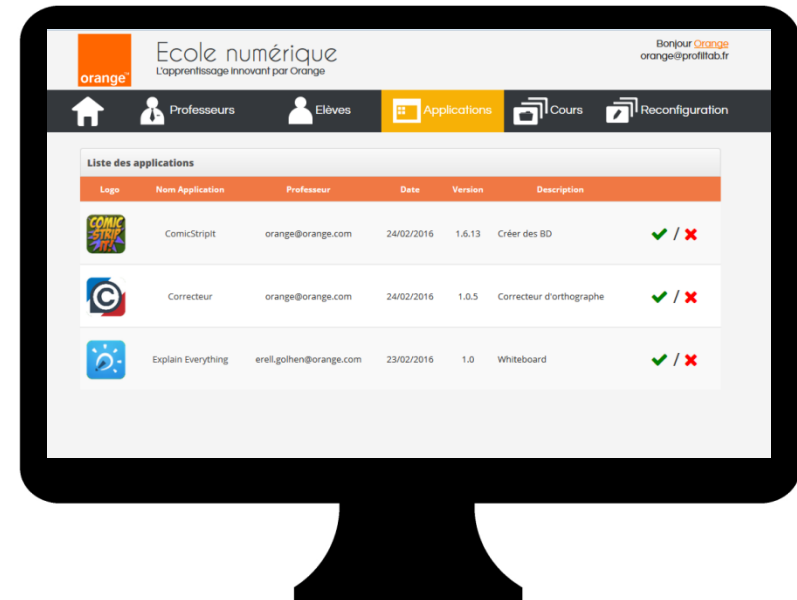 orange™
Ecole numérique
L'apprentissage innovant par Orange
Bonjour Orange
orange@profiltab.fr
Professeurs Elèves Applications Cours Reconfiguration
Liste des applications
Logo Nom Application Professeur Date Version Description
COMIC STRIP IT! ComicStripIt orange@orange.com 24/02/2016 1.6.13 Créer des BD /
C Correcteur orange@orange.com 24/02/2016 1.0.5 Correcteur d'orthographe /
Explain Everything erell.golhen@orange.com 23/02/2016 1.0 Whiteboard /